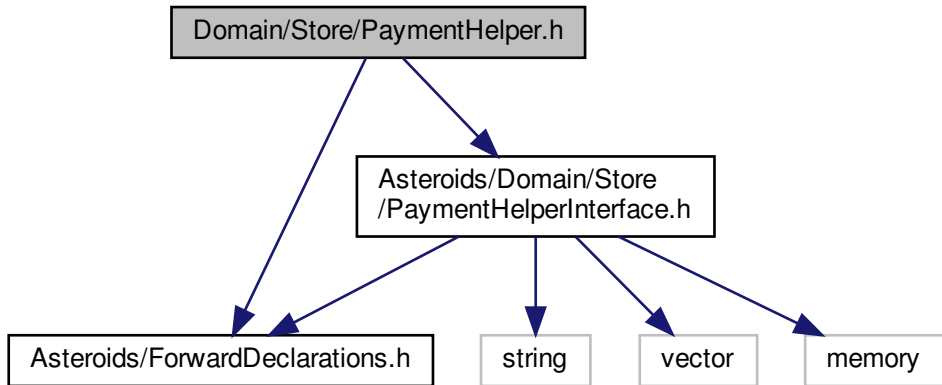 Domain/Store/PaymentHelper.h
Asteroids/Domain/Store
/PaymentHelperInterface.h
Asteroids/ForwardDeclarations.h
string
vector
memory